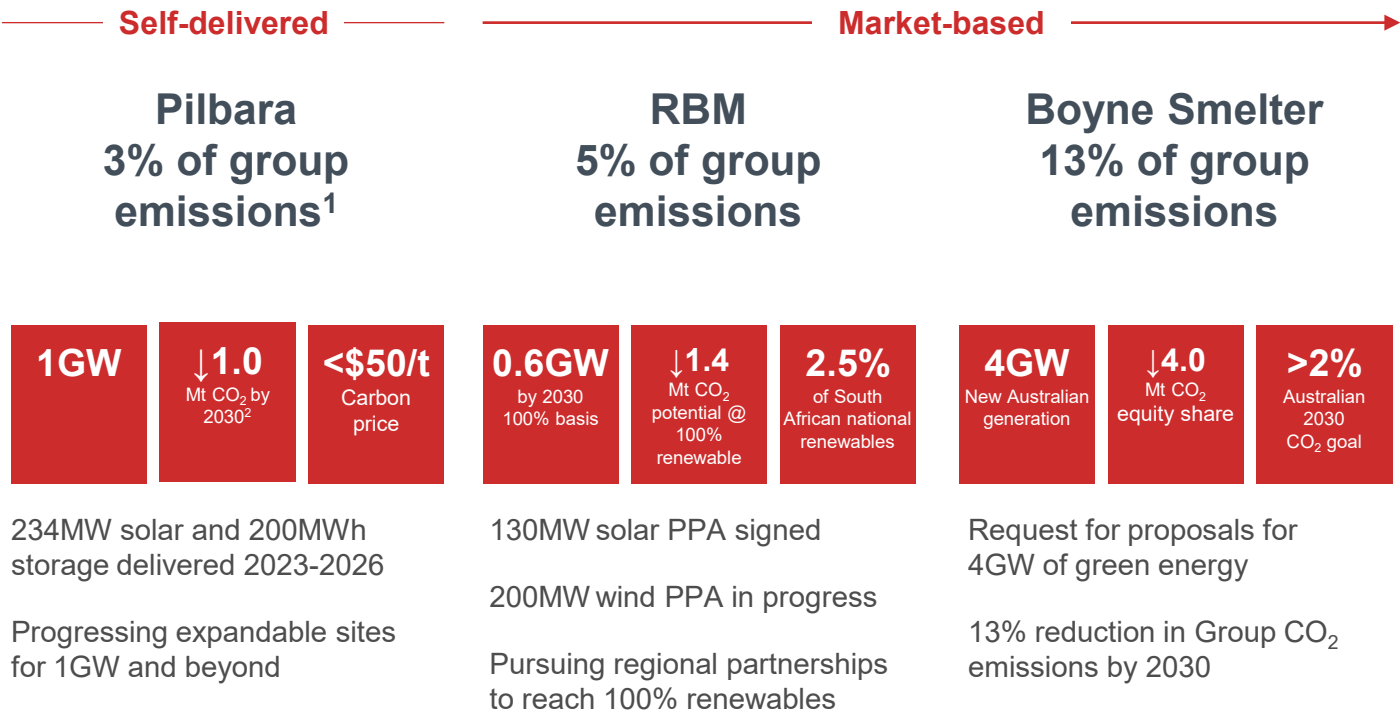 Self-delivered
Market-based
Pilbara
3% of group
emissions¹
RBM
5% of group
emissions
Boyne Smelter
13% of group
emissions
1GW
↓1.0
Mt CO₂ by
2030²
<$50/t
Carbon
price
0.6GW
by 2030
100% basis
↓1.4
Mt CO₂
potential @
100%
renewable
2.5%
of South
African national
renewables
4GW
New Australian
generation
↓4.0
Mt CO₂
equity share
>2%
Australian
2030
CO₂ goal
234MW solar and 200MWh
storage delivered 2023-2026
Progressing expandable sites
for 1GW and beyond
130MW solar PPA signed
200MW wind PPA in progress
Pursuing regional partnerships
to reach 100% renewables
Request for proposals for
4GW of green energy
13% reduction in Group CO₂
emissions by 2030